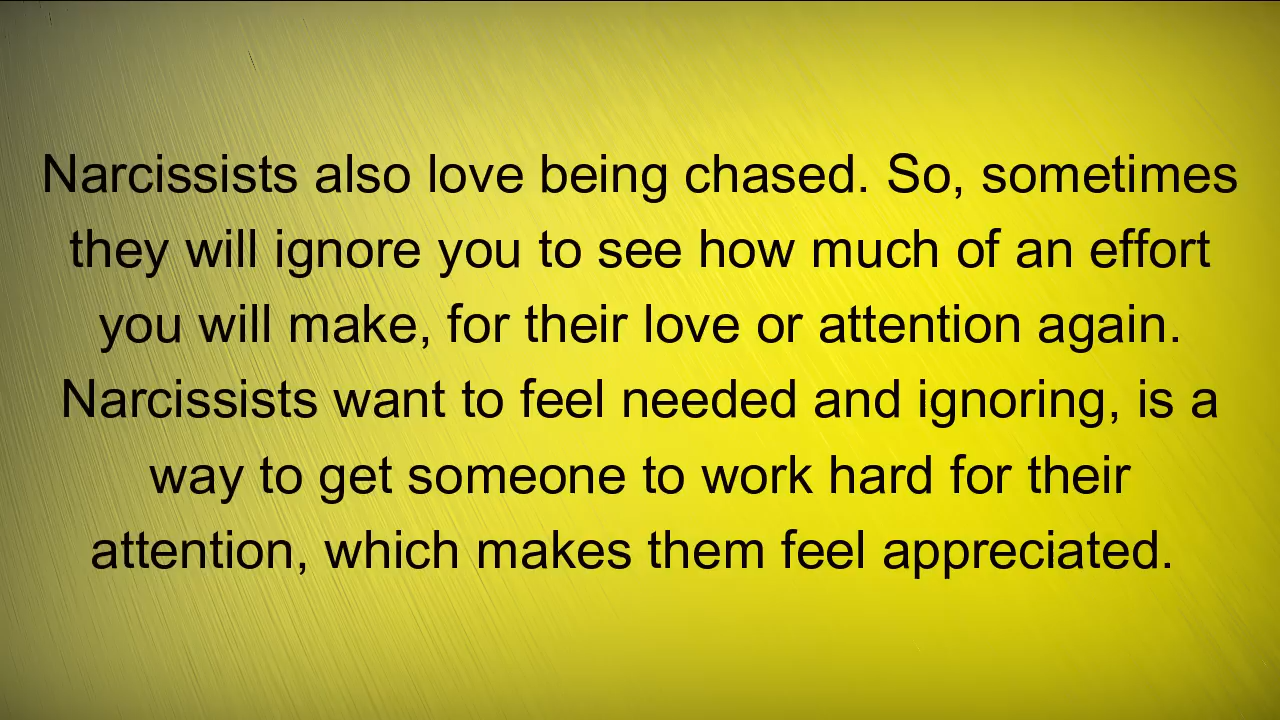 Narcissists also love being chased. So, sometimes
they will ignore you to see how much of an effort
you will make, for their love or attention again.
Narcissists want to feel needed and ignoring, is a
way to get someone to work hard for their
attention, which makes them feel appreciated.